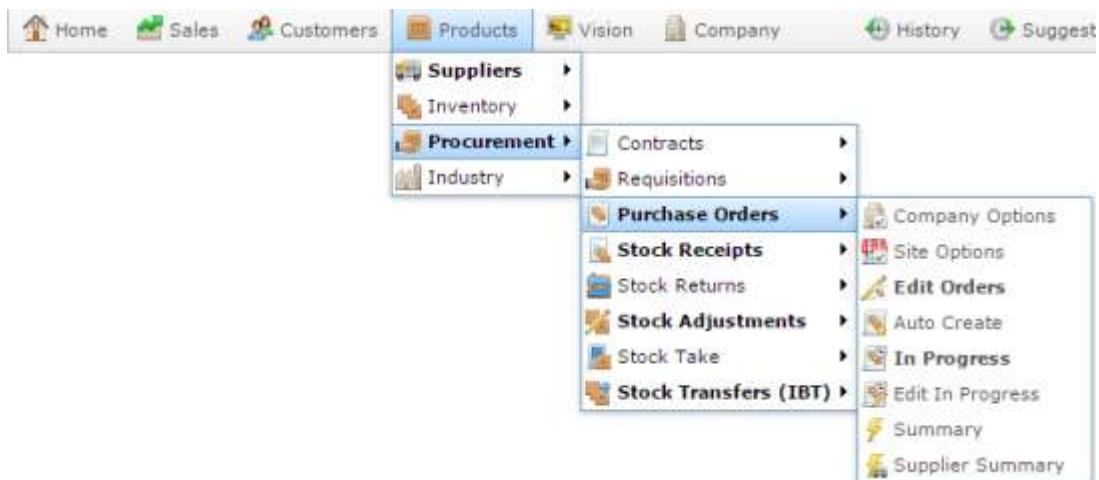 Home Sales Customers Products Vision Company History Suggest
Suppliers
Inventory
Procurement
Industry
Contracts
Requisitions
Purchase Orders
Stock Receipts
Stock Returns
Stock Adjustments
Stock Take
Stock Transfers (IBT)
Company Options
Site Options
Edit Orders
Auto Create
In Progress
Edit In Progress
Summary
Supplier Summary